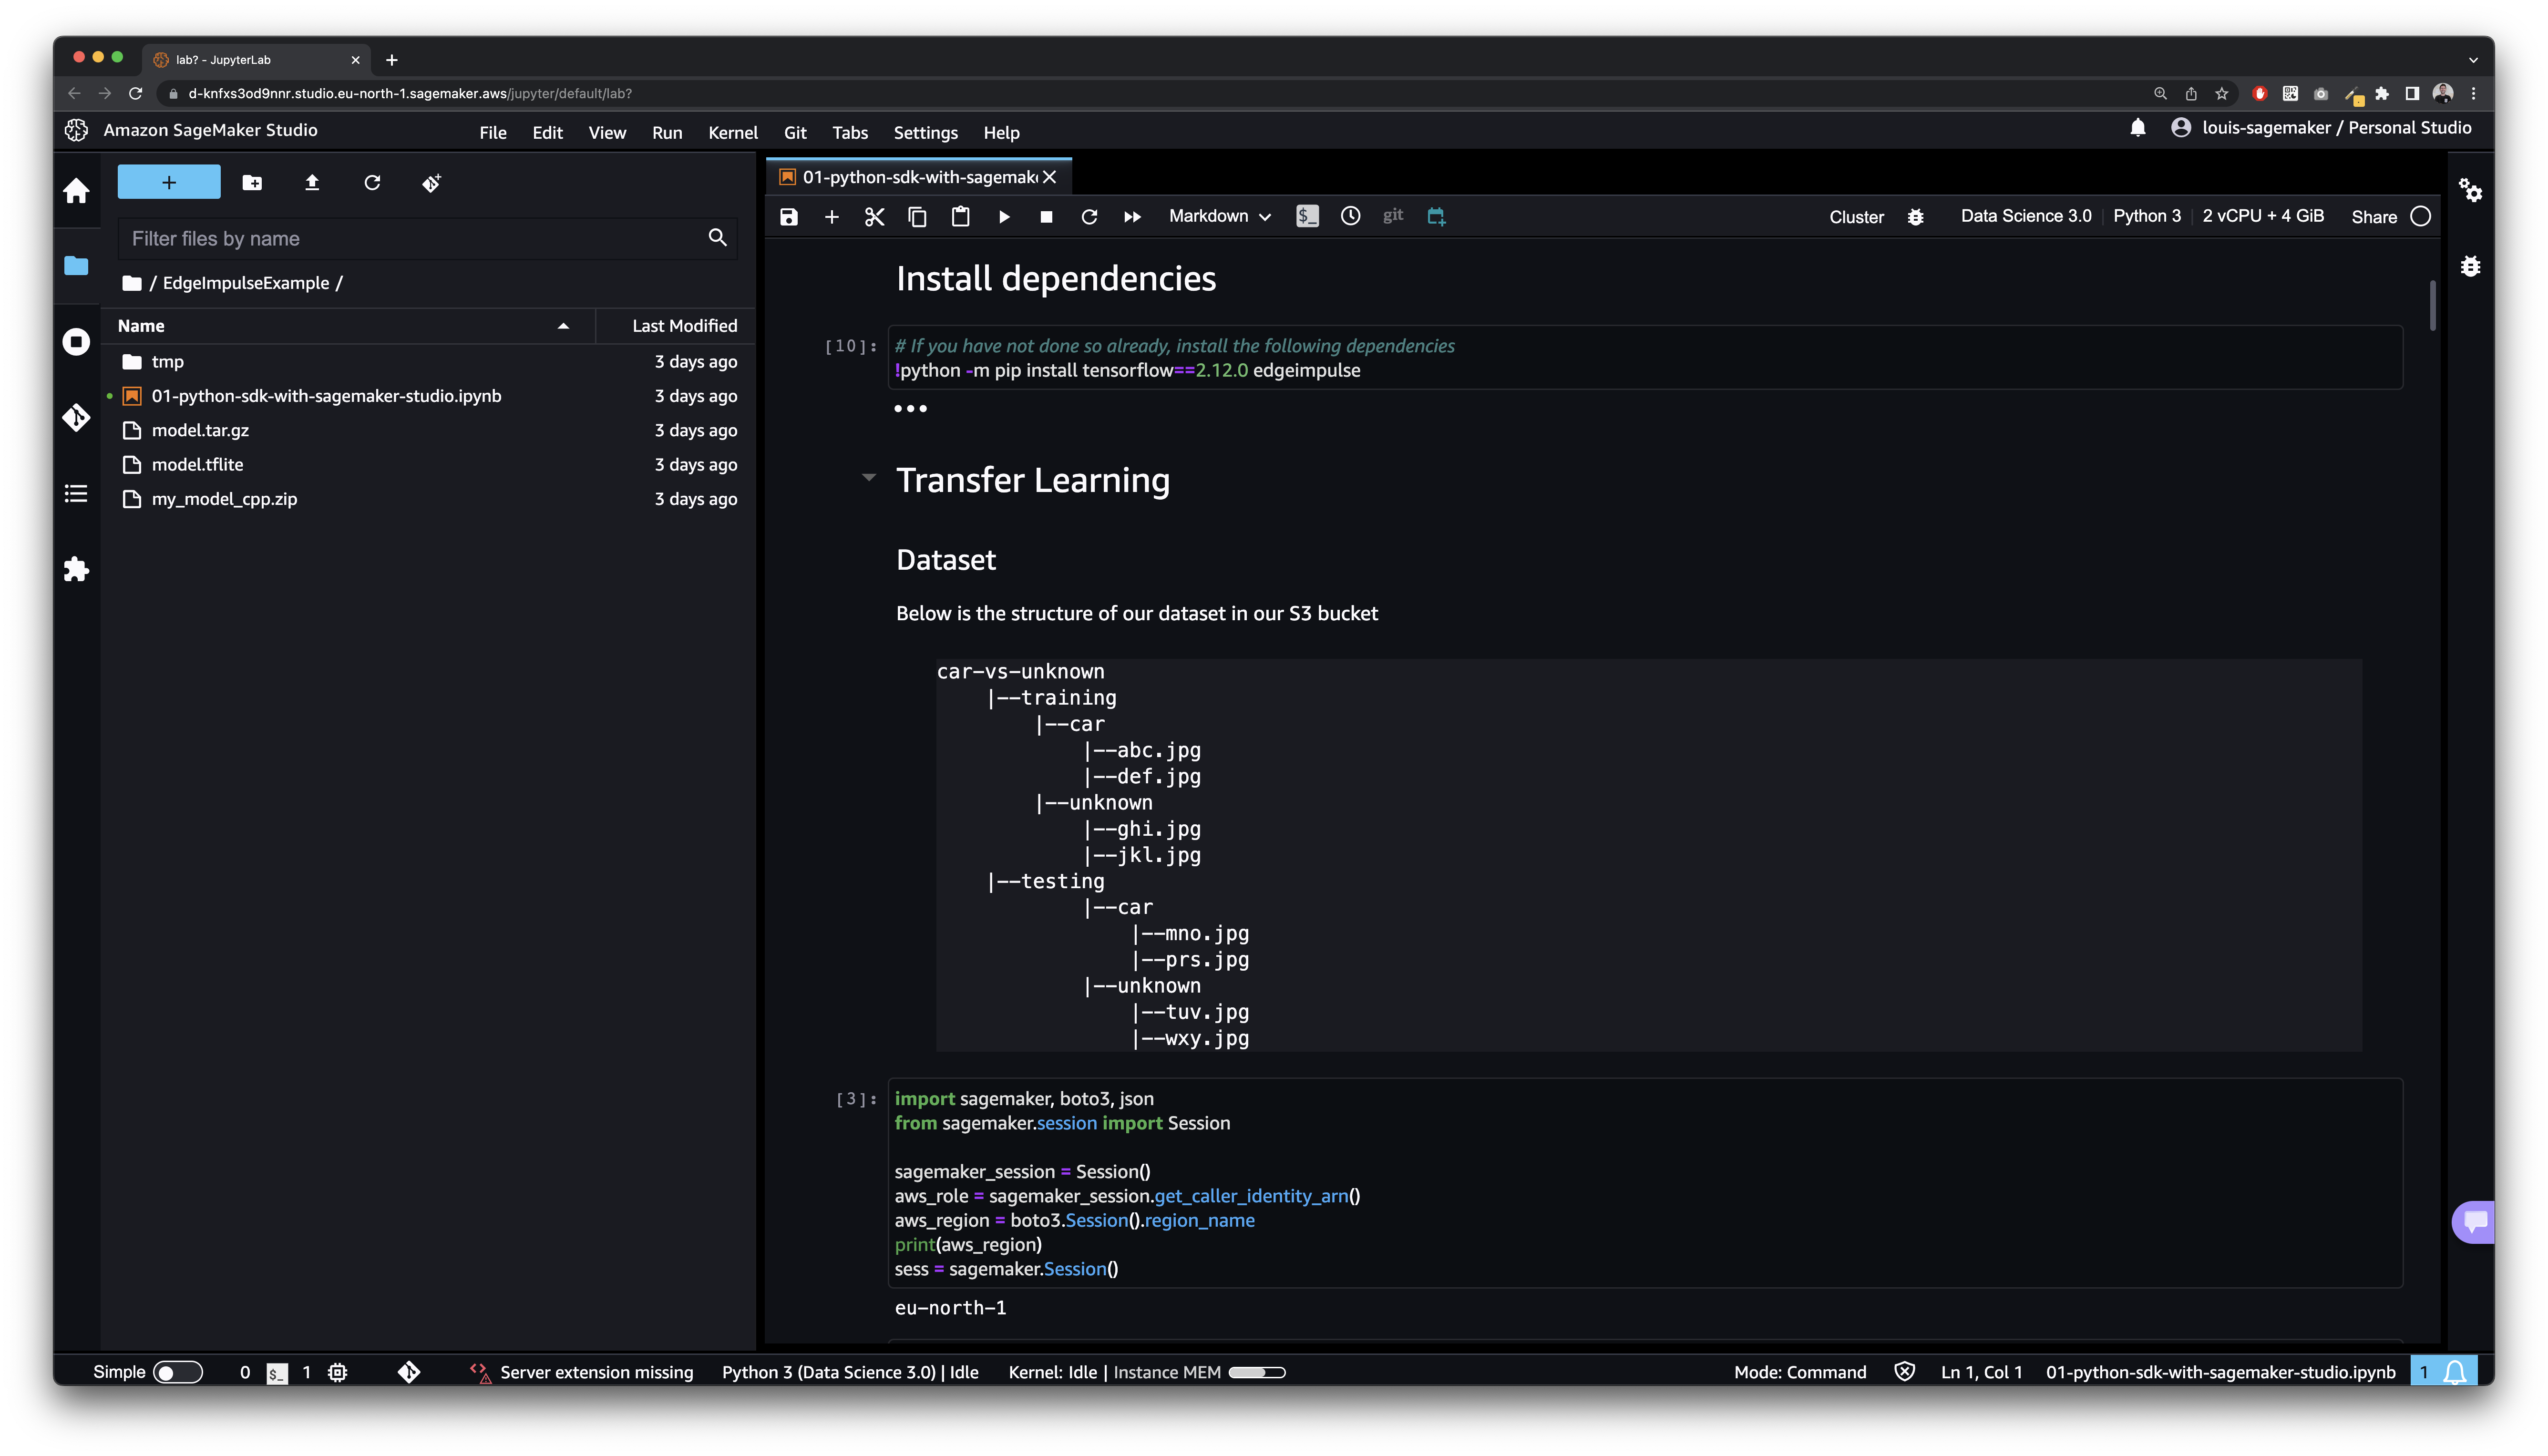 lab? - JupyterLab
d-knfxs3od9nnr.studio.eu-north-1.sagemaker.aws/jupyter/default/lab?
Amazon SageMaker Studio
File Edit View Run Kernel Git Tabs Settings Help
louis-sagemaker / Personal Studio
Filter files by name
/ EdgeImpulseExample /
Name Last Modified
tmp 3 days ago
01-python-sdk-with-sagemaker-studio.ipynb 3 days ago
model.tar.gz 3 days ago
model.tflite 3 days ago
my_model_cpp.zip 3 days ago
01-python-sdk-with-sagemak
Markdown $_ git Cluster Data Science 3.0 Python 3 2 vCPU + 4 GiB Share
Install dependencies
[10]: # If you have not done so already, install the following dependencies
!python -m pip install tensorflow==2.12.0 edgeimpulse
Transfer Learning
Dataset
Below is the structure of our dataset in our S3 bucket
car-vs-unknown
|--training
|--car
|--abc.jpg
|--def.jpg
|--unknown
|--ghi.jpg
|--jkl.jpg
|--testing
|--car
|--mno.jpg
|--prs.jpg
|--unknown
|--tuv.jpg
|--wxy.jpg
[3]: import sagemaker, boto3, json
from sagemaker.session import Session
sagemaker_session = Session()
aws_role = sagemaker_session.get_caller_identity_arn()
aws_region = boto3.Session().region_name
print(aws_region)
sess = sagemaker.Session()
eu-north-1
Simple 0 $_ 1 Server extension missing Python 3 (Data Science 3.0) | Idle Kernel: Idle | Instance MEM Mode: Command Ln 1, Col 1 01-python-sdk-with-sagemaker-studio.ipynb 1